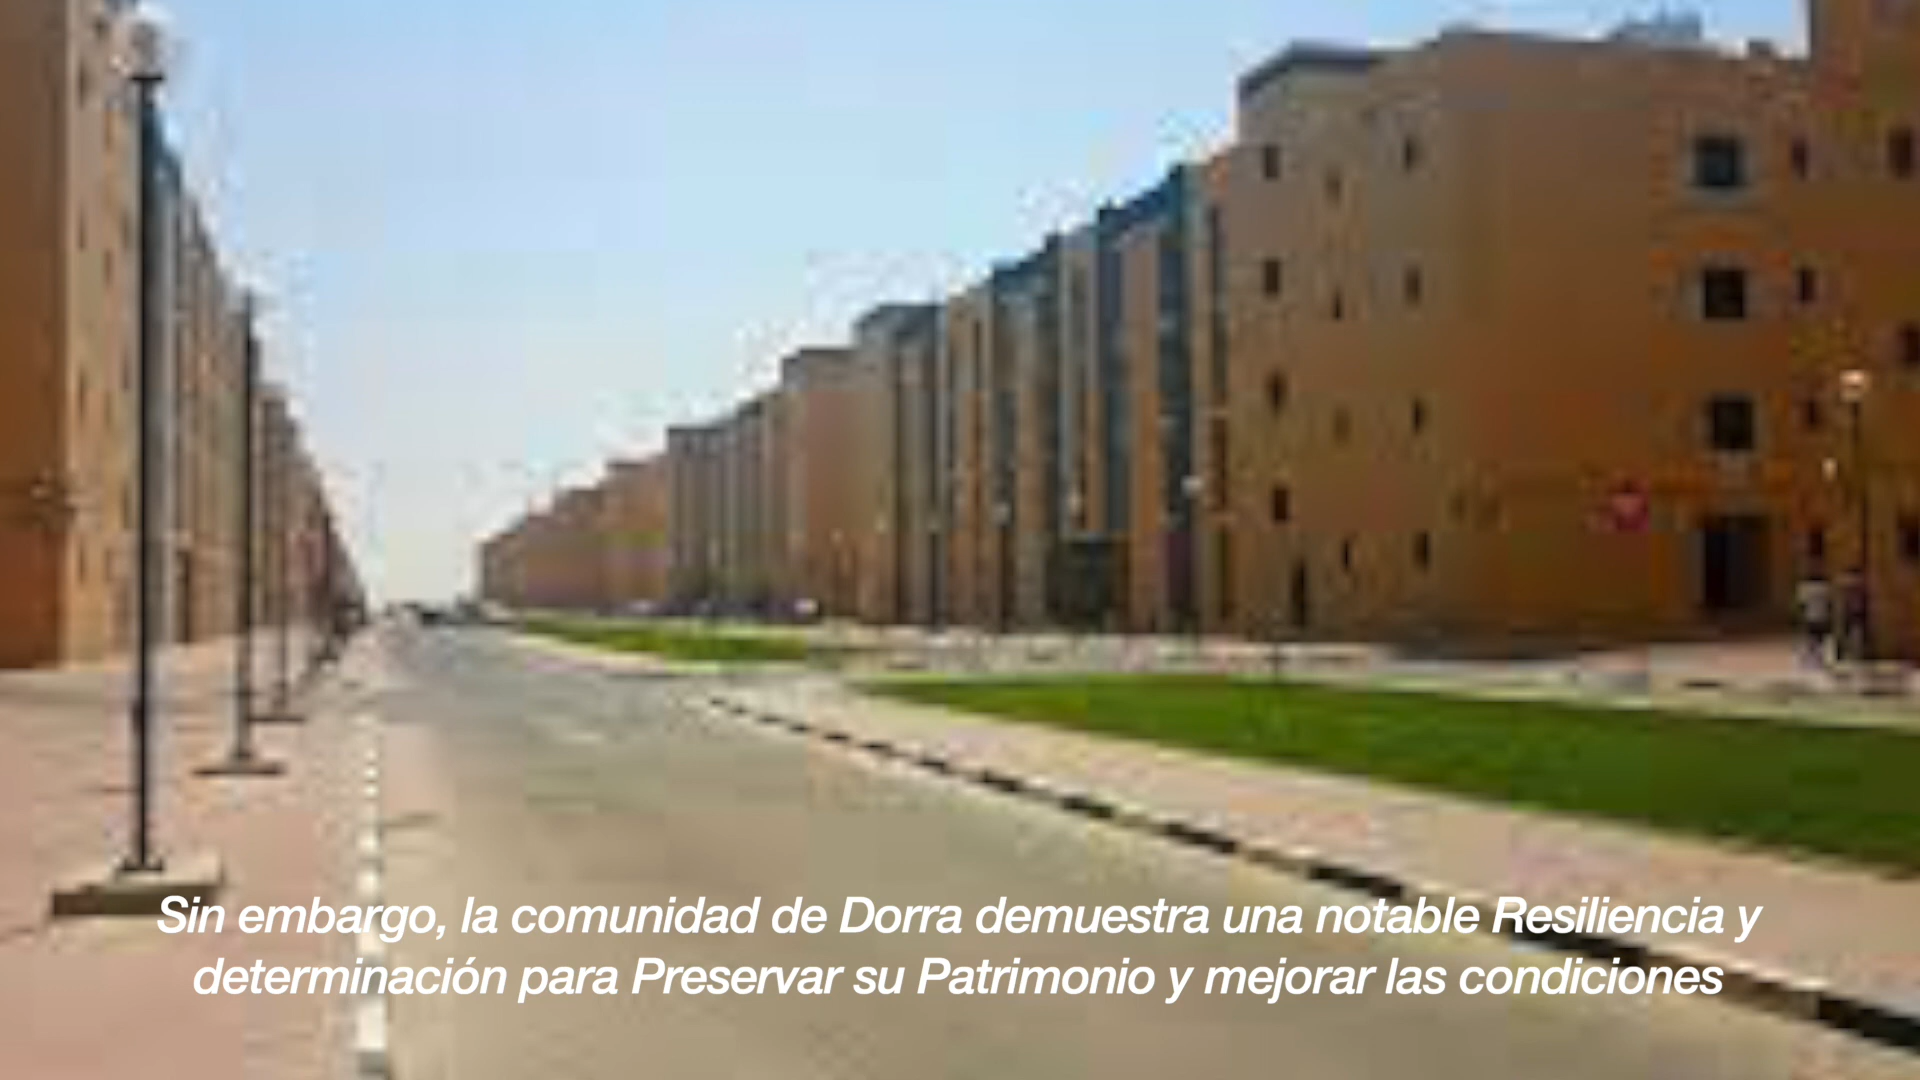 Sin embargo, la comunidad de Dorra demuestra una notable Resiliencia y
determinación para Preservar su Patrimonio y mejorar las condiciones